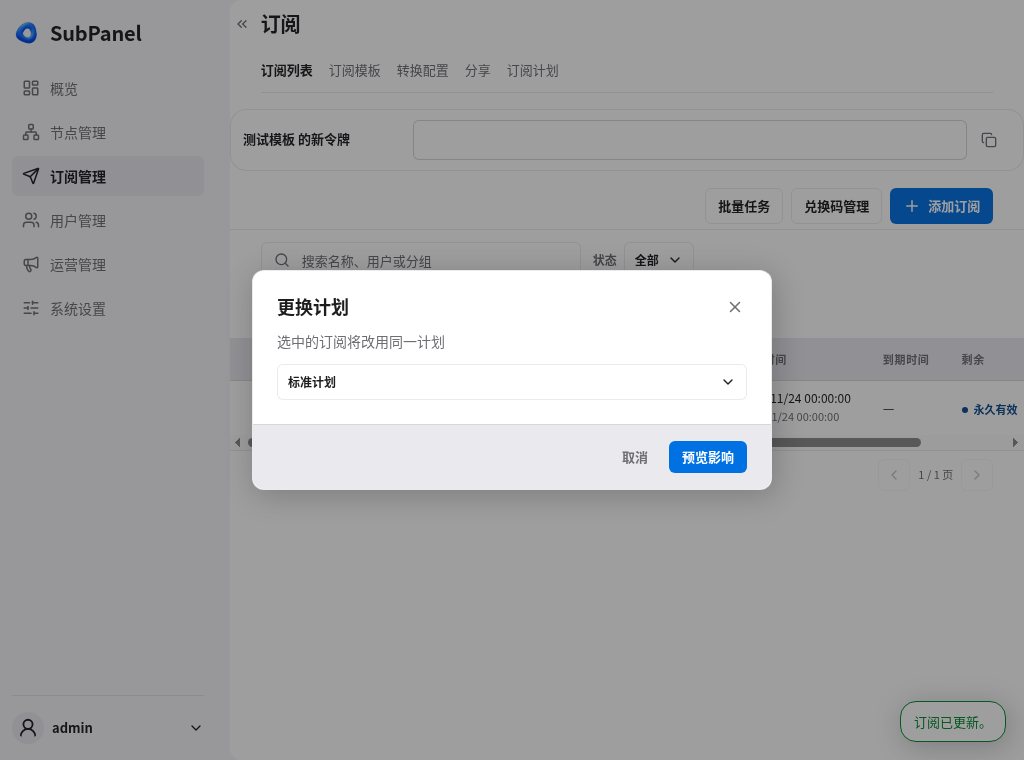 SubPanel
概览
节点管理
订阅管理
用户管理
运营管理
系统设置
admin
订阅
订阅列表 订阅模板 转换配置 分享 订阅计划
测试模板 的新令牌
批量任务 兑换码管理 添加订阅
搜索名称、用户或分组 状态 全部
更换计划
选中的订阅将改用同一计划
标准计划
取消 预览影响
间 到期时间 剩余
11/24 00:00:00 — 永久有效
1/24 00:00:00
1 / 1 页
订阅已更新。